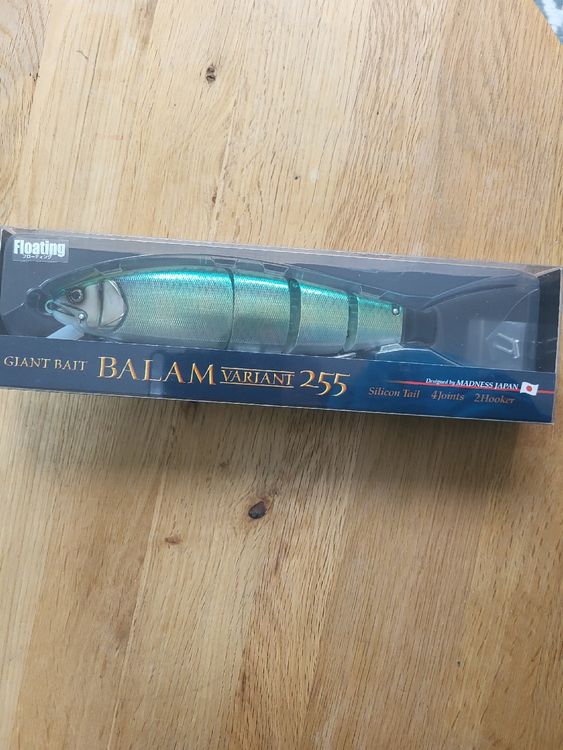 Floating
フローティング
GIANT BAIT BALAM VARIANT 255
Designed by MADNESS JAPAN
Silicon Tail 4Joints 2Hooker